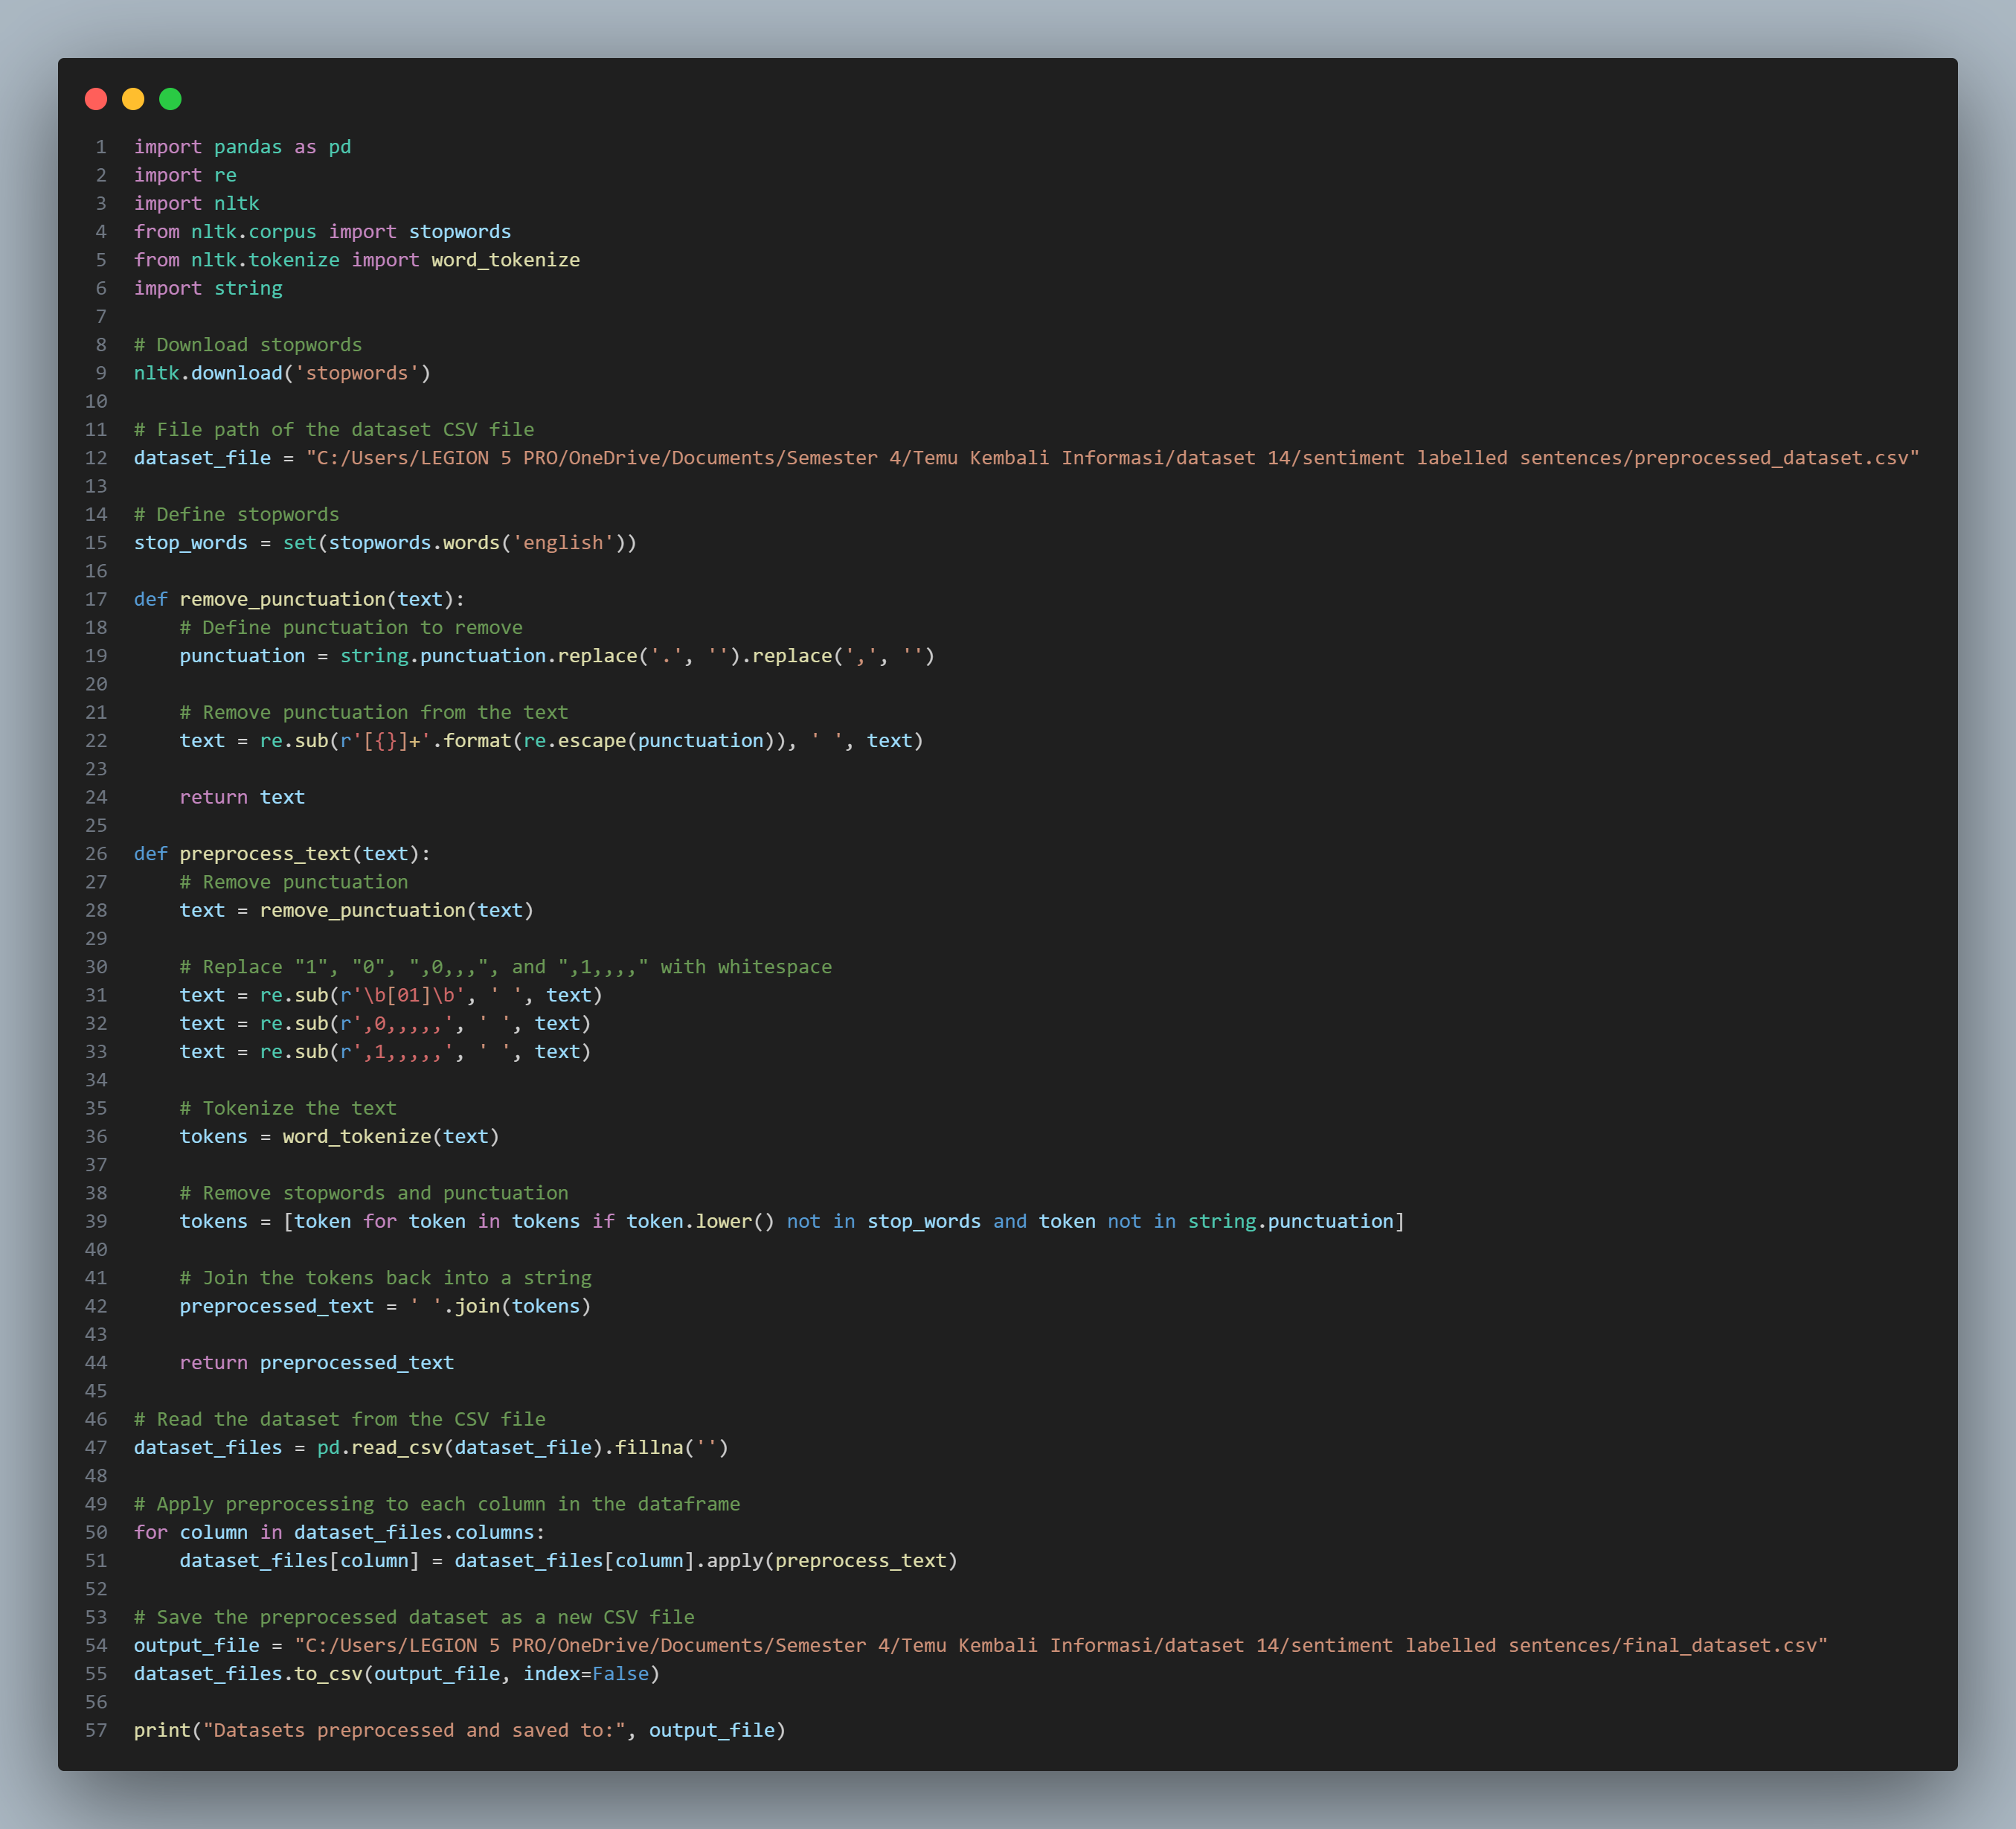 1 import pandas as pd
2 import re
3 import nltk
4 from nltk.corpus import stopwords
5 from nltk.tokenize import word_tokenize
6 import string
7
8 # Download stopwords
9 nltk.download('stopwords')
10
11 # File path of the dataset CSV file
12 dataset_file = "C:/Users/LEGION 5 PRO/OneDrive/Documents/Semester 4/Temu Kembali Informasi/dataset 14/sentiment labelled sentences/preprocessed_dataset.csv"
13
14 # Define stopwords
15 stop_words = set(stopwords.words('english'))
16
17 def remove_punctuation(text):
18     # Define punctuation to remove
19     punctuation = string.punctuation.replace('.', '').replace(',', '')
20
21     # Remove punctuation from the text
22     text = re.sub(r'[{}]+'.format(re.escape(punctuation)), ' ', text)
23
24     return text
25
26 def preprocess_text(text):
27     # Remove punctuation
28     text = remove_punctuation(text)
29
30     # Replace "1", "0", ",0,,,", and ",1,,,," with whitespace
31     text = re.sub(r'\b[01]\b', ' ', text)
32     text = re.sub(r',0,,,,,', ' ', text)
33     text = re.sub(r',1,,,,,', ' ', text)
34
35     # Tokenize the text
36     tokens = word_tokenize(text)
37
38     # Remove stopwords and punctuation
39     tokens = [token for token in tokens if token.lower() not in stop_words and token not in string.punctuation]
40
41     # Join the tokens back into a string
42     preprocessed_text = ' '.join(tokens)
43
44     return preprocessed_text
45
46 # Read the dataset from the CSV file
47 dataset_files = pd.read_csv(dataset_file).fillna('')
48
49 # Apply preprocessing to each column in the dataframe
50 for column in dataset_files.columns:
51     dataset_files[column] = dataset_files[column].apply(preprocess_text)
52
53 # Save the preprocessed dataset as a new CSV file
54 output_file = "C:/Users/LEGION 5 PRO/OneDrive/Documents/Semester 4/Temu Kembali Informasi/dataset 14/sentiment labelled sentences/final_dataset.csv"
55 dataset_files.to_csv(output_file, index=False)
56
57 print("Datasets preprocessed and saved to:", output_file)